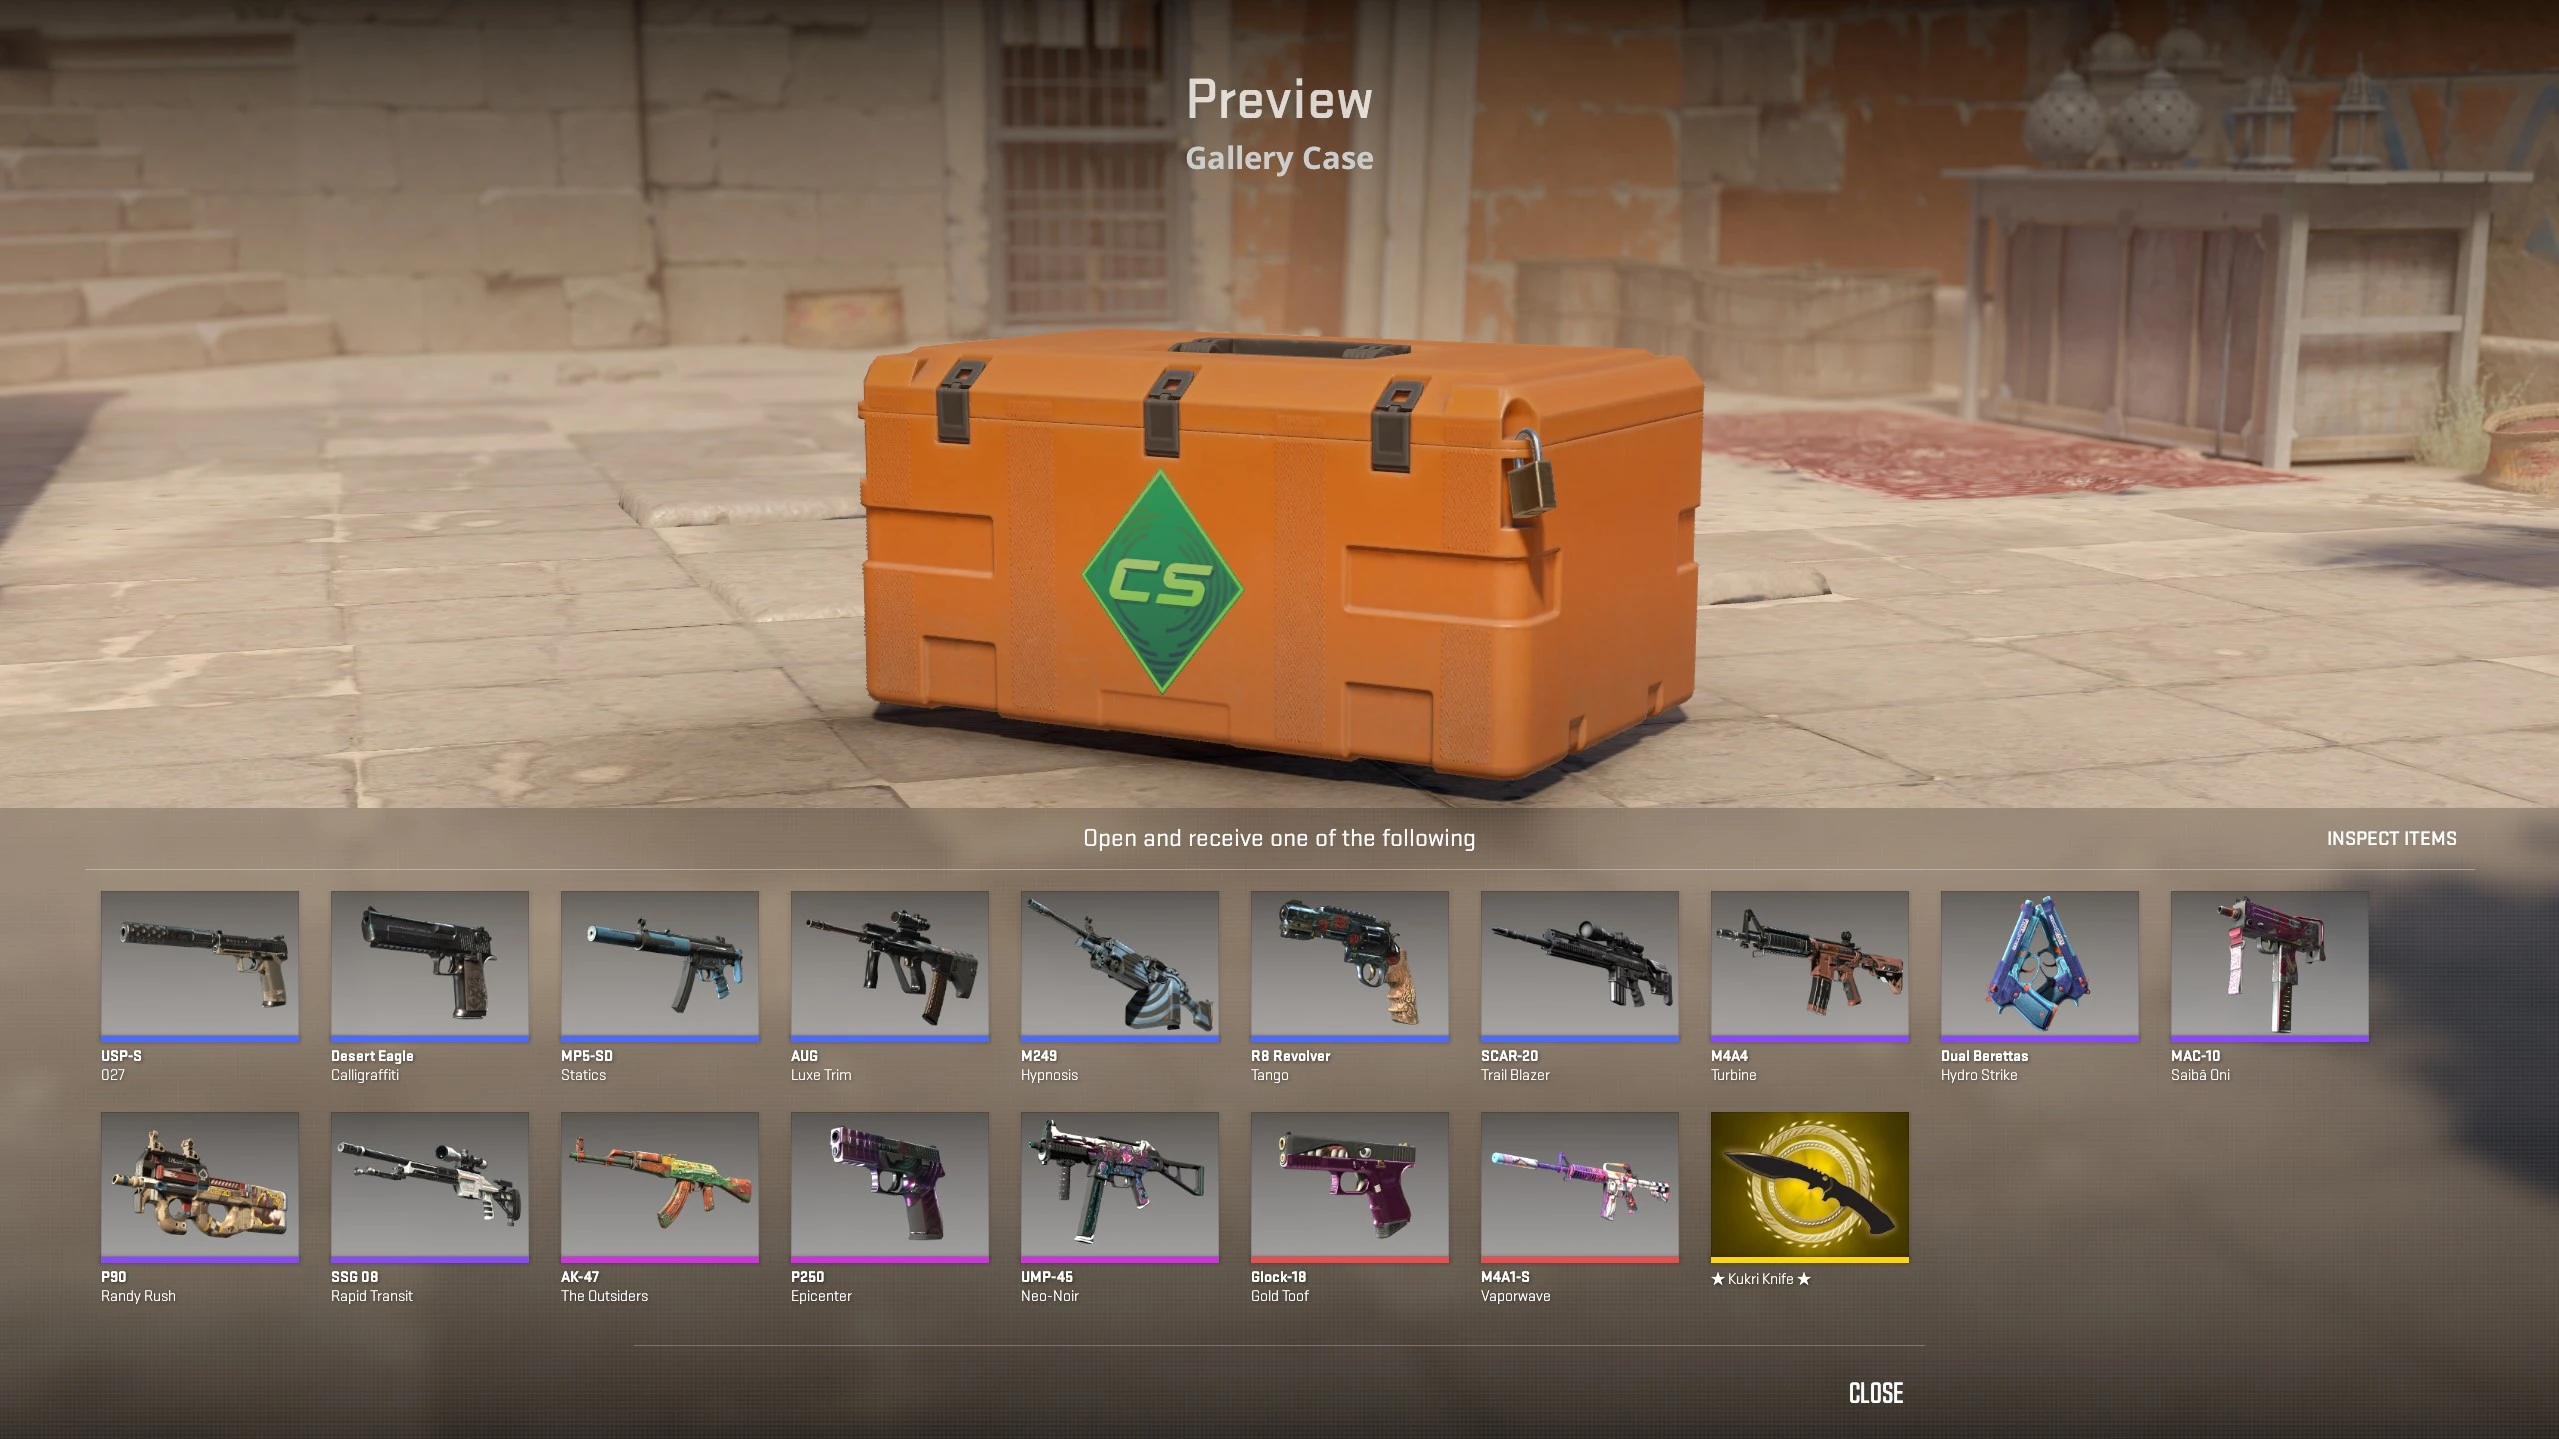 Preview
Gallery Case
CS
Open and receive one of the following
INSPECT ITEMS
USP-S
027
Desert Eagle
Calligraffiti
MP5-SD
Statics
AUG
Luxe Trim
M249
Hypnosis
R8 Revolver
Tango
SCAR-20
Trail Blazer
M4A4
Turbine
Dual Berettas
Hydro Strike
MAC-10
Saibā Oni
P90
Randy Rush
SSG 08
Rapid Transit
AK-47
The Outsiders
P250
Epicenter
UMP-45
Neo-Noir
Glock-18
Gold Toof
M4A1-S
Vaporwave
★ Kukri Knife ★
CLOSE